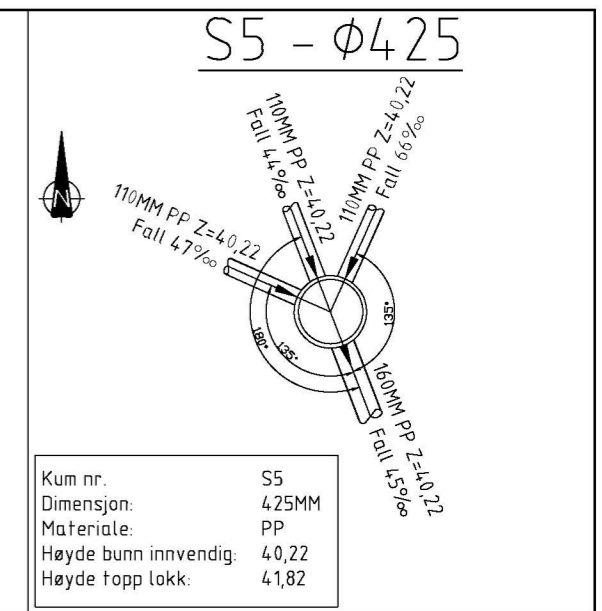 S5 - Ø425
110MM PP Z=40,22
Fall 44‰
110MM PP Z=40,22
Fall 66‰
N
110MM PP Z=40,22
Fall 47‰
180°
135°
135°
160MM PP Z=40,22
Fall 45‰
Kum nr. S5
Dimensjon: 425MM
Materiale: PP
Høyde bunn innvendig: 40,22
Høyde topp lokk: 41,82